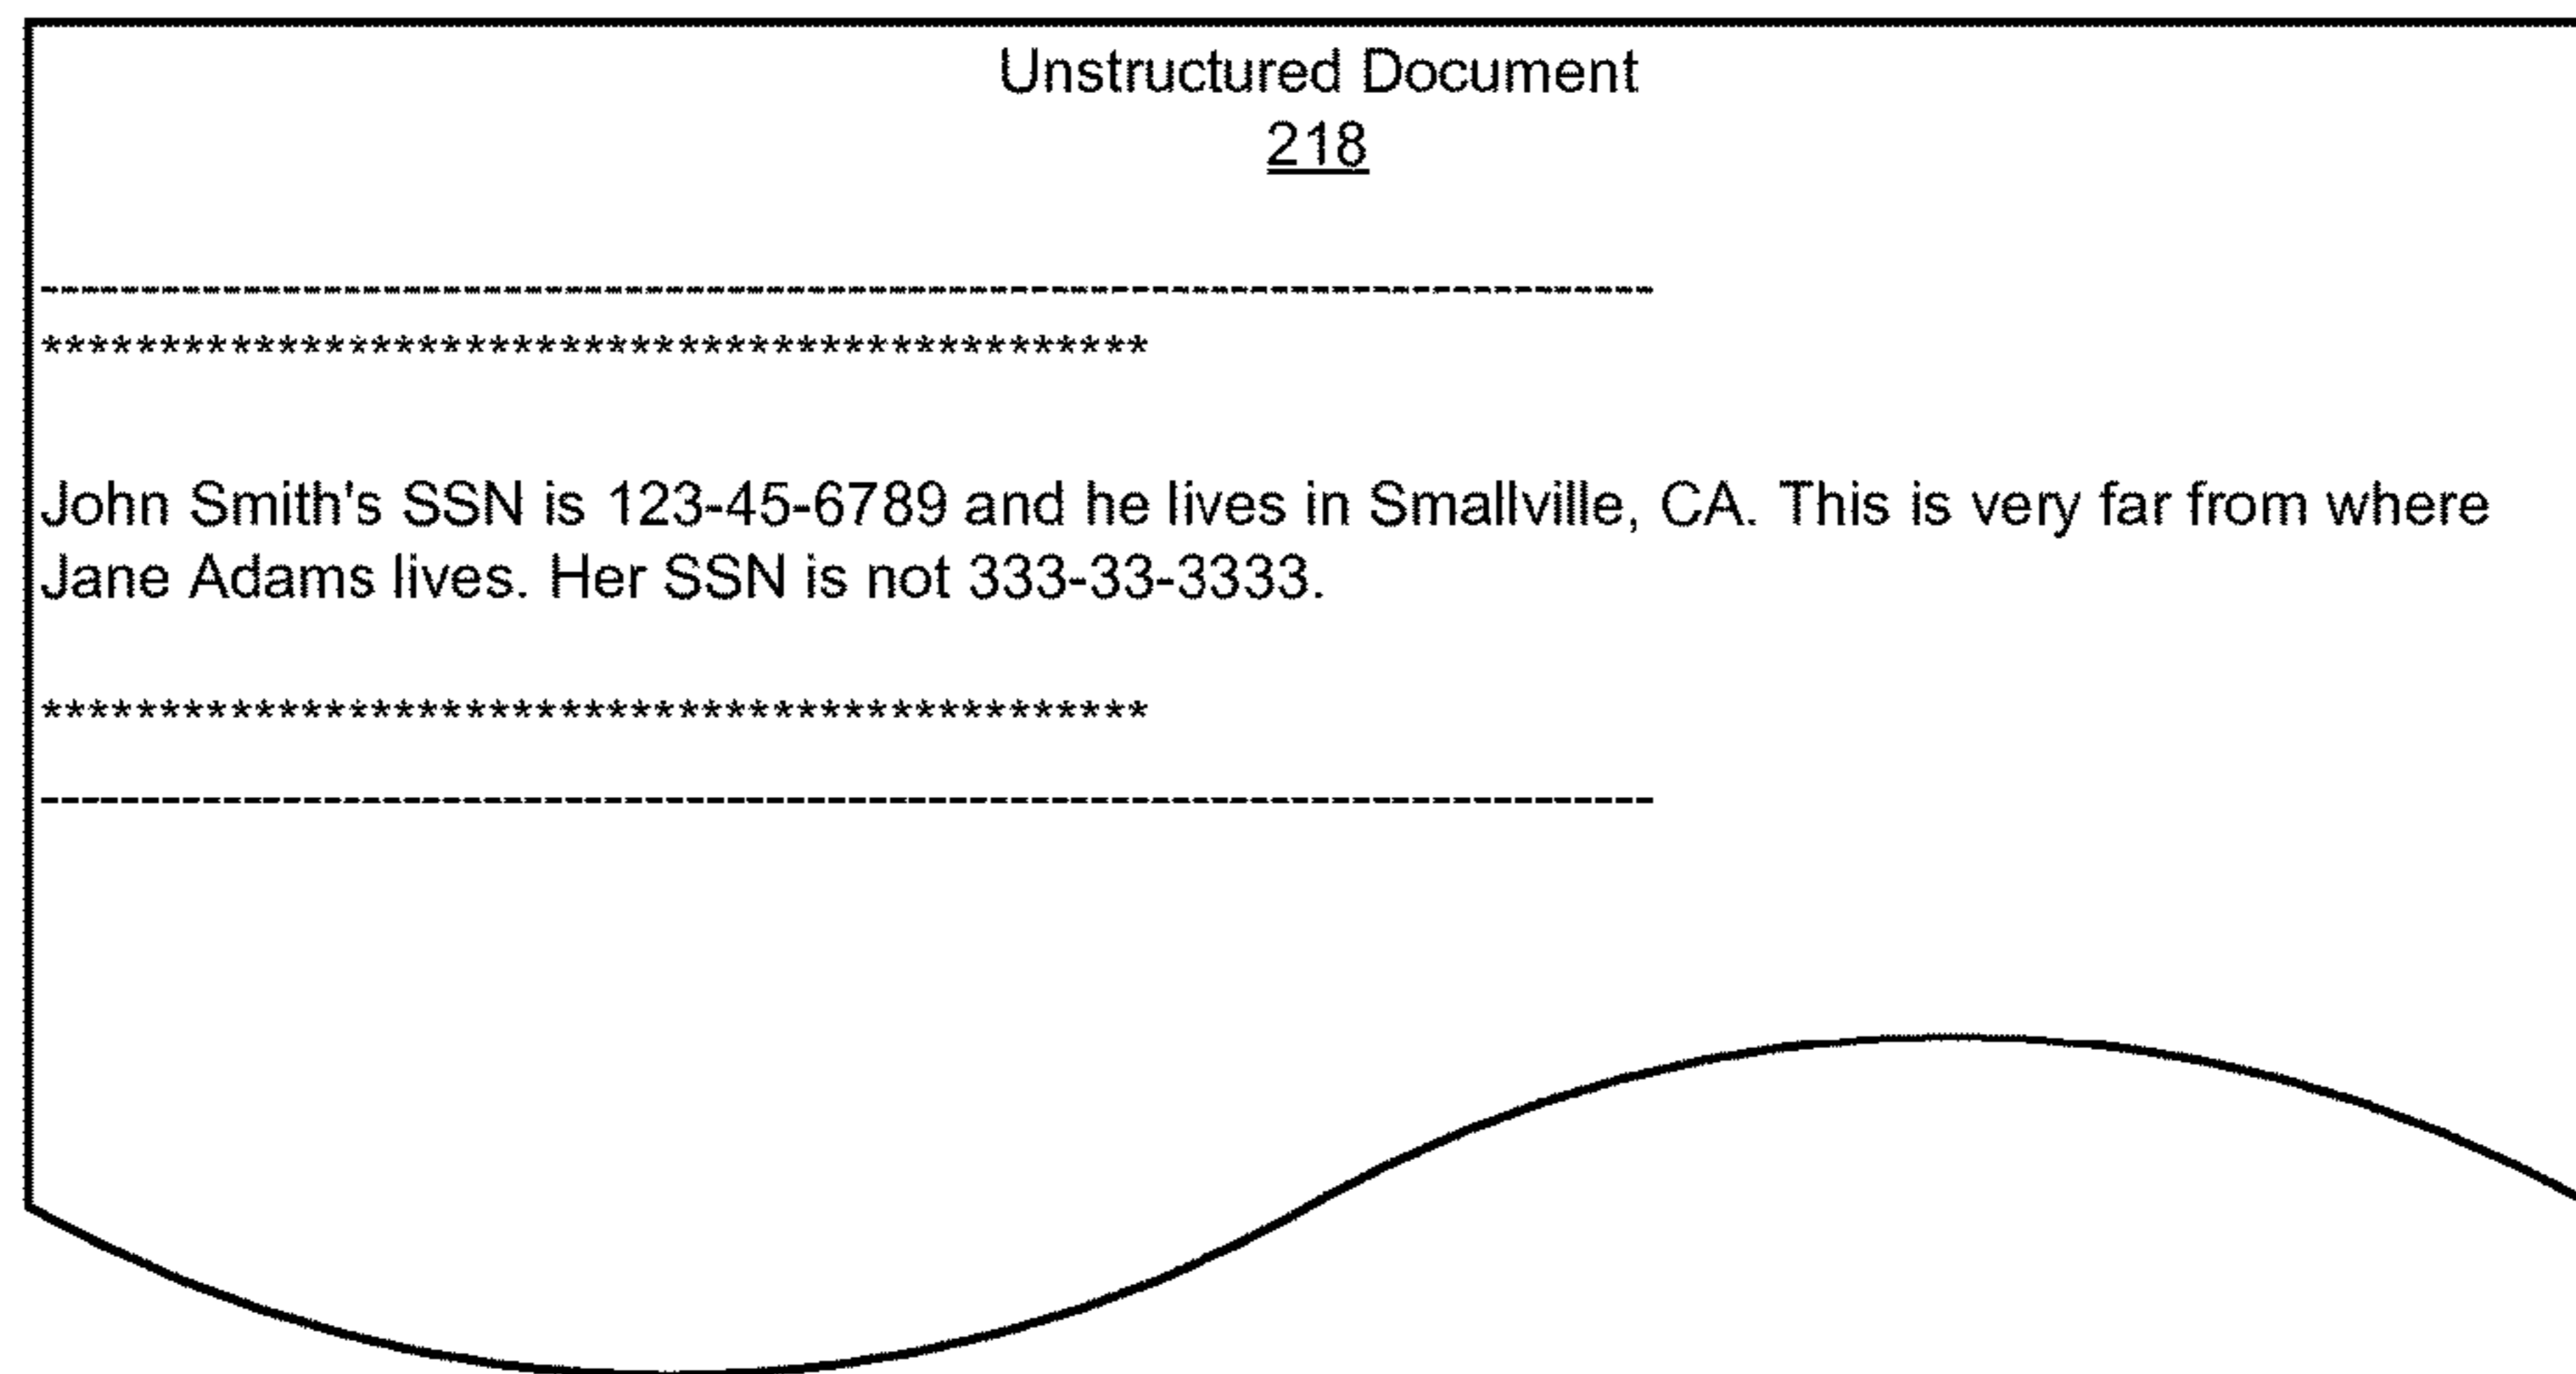 Unstructured Document
218
--------------------------------------------------------------------------------
***********************************************
John Smith's SSN is 123-45-6789 and he lives in Smallville, CA. This is very far from where
Jane Adams lives. Her SSN is not 333-33-3333.
***********************************************
--------------------------------------------------------------------------------